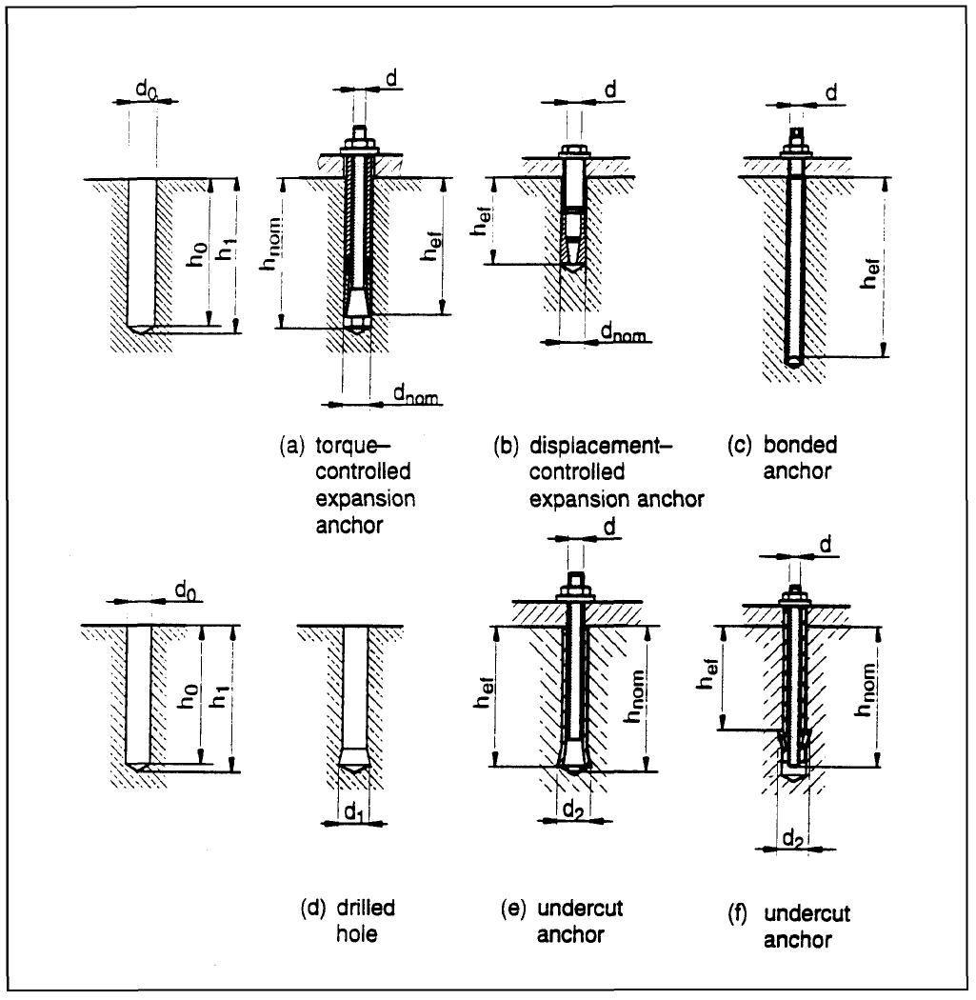 d0
d
d
d
h0
h1
hnom
hef
hef
hef
dnom
dnom
(a) torque–
controlled
expansion
anchor
(b) displacement–
controlled
expansion anchor
(c) bonded
anchor
d0
d
d
h0
h1
hef
hnom
hef
hnom
d1
d2
d2
(d) drilled
hole
(e) undercut
anchor
(f) undercut
anchor